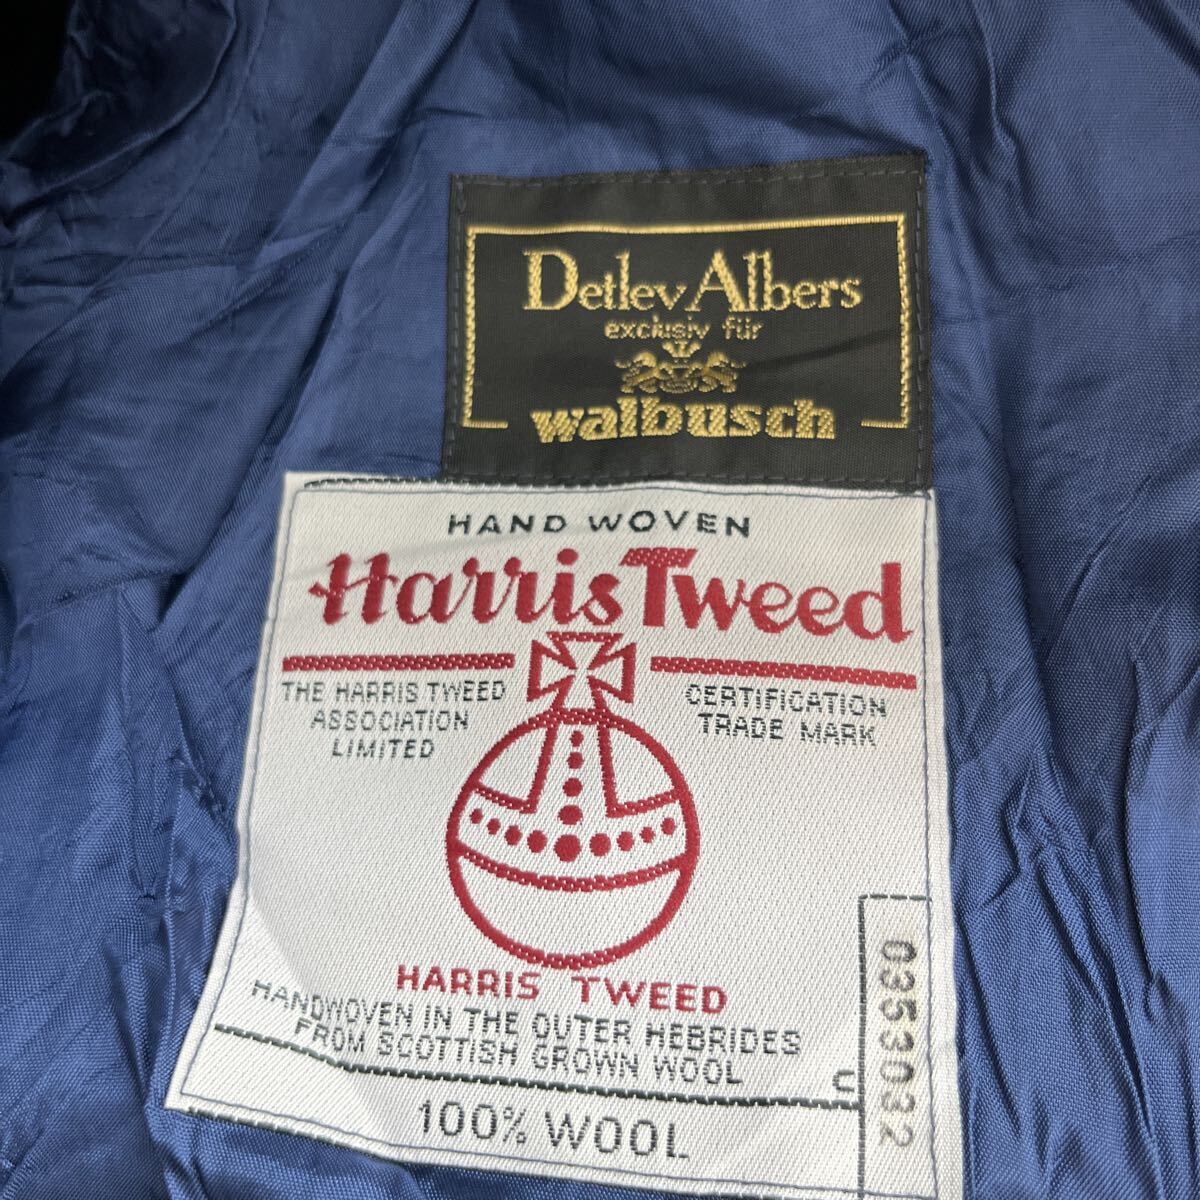 Detlev Albers
exclusiv für
walbusch
HAND WOVEN
Harris Tweed
THE HARRIS TWEED
ASSOCIATION
LIMITED
CERTIFICATION
TRADE MARK
HARRIS TWEED
HANDWOVEN IN THE OUTER HEBRIDES
FROM SCOTTISH GROWN WOOL
100% WOOL
U
0353032